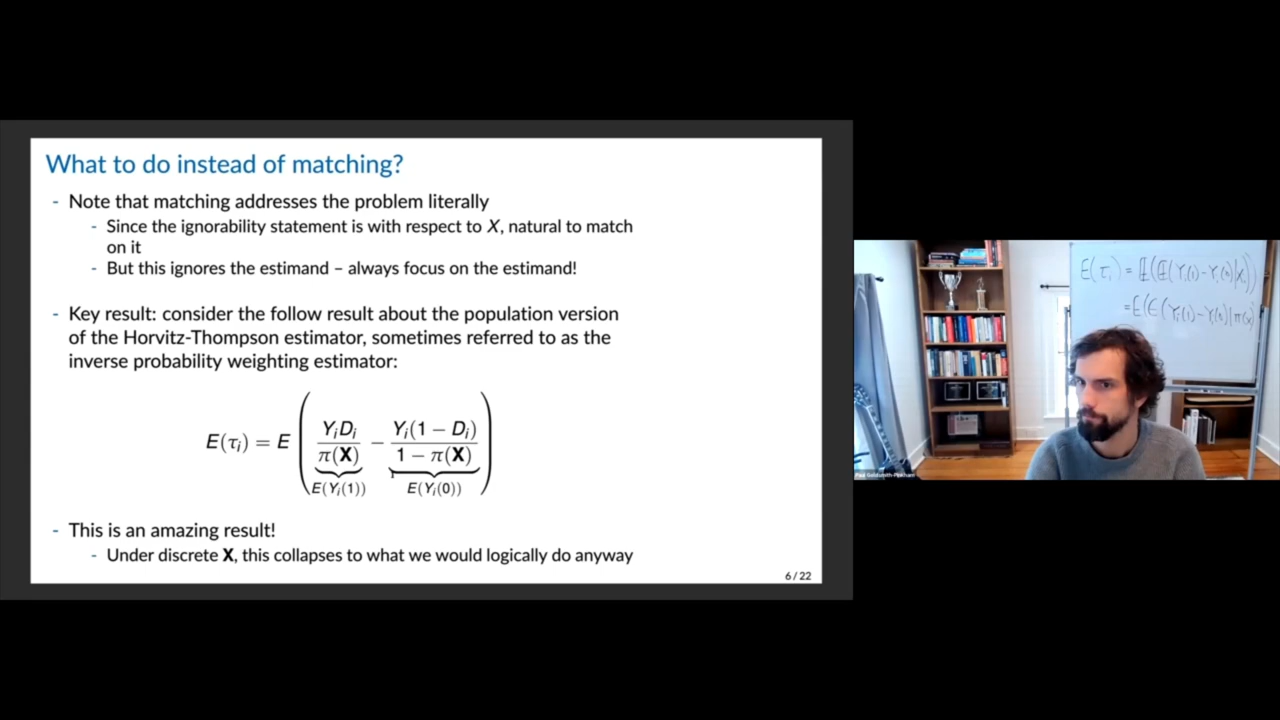 What to do instead of matching?
- Note that matching addresses the problem literally
- Since the ignorability statement is with respect to X, natural to match
on it
- But this ignores the estimand – always focus on the estimand!
- Key result: consider the follow result about the population version
of the Horvitz-Thompson estimator, sometimes referred to as the
inverse probability weighting estimator:
E(τᵢ) = E ( YᵢDᵢ / π(X) − Yᵢ(1 − Dᵢ) / 1 − π(X) )
E(Yᵢ(1)) E(Yᵢ(0))
- This is an amazing result!
- Under discrete X, this collapses to what we would logically do anyway
6 / 22
E(τᵢ) = E(E(Yᵢ(1)-Yᵢ(0)|Xᵢ))
=E(E(Yᵢ(1)-Yᵢ(0)|π(x)
Paul Goldsmith-Pinkham